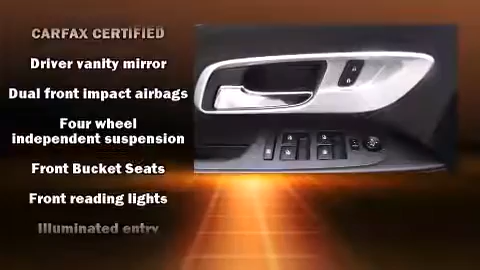 CARFAX CERTIFIED
Driver vanity mirror
Dual front impact airbags
Four wheel
independent suspension
Front Bucket Seats
Front reading lights
Illuminated entry